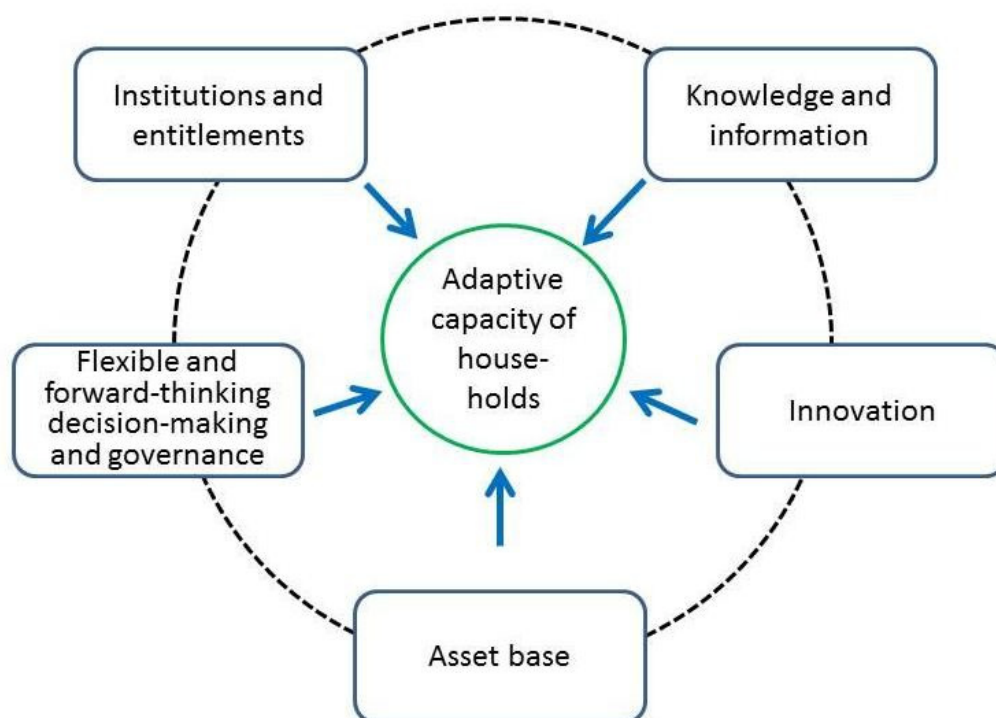 Institutions and
entitlements
Knowledge and
information
Adaptive
capacity of
house-
holds
Flexible and
forward-thinking
decision-making
and governance
Innovation
Asset base